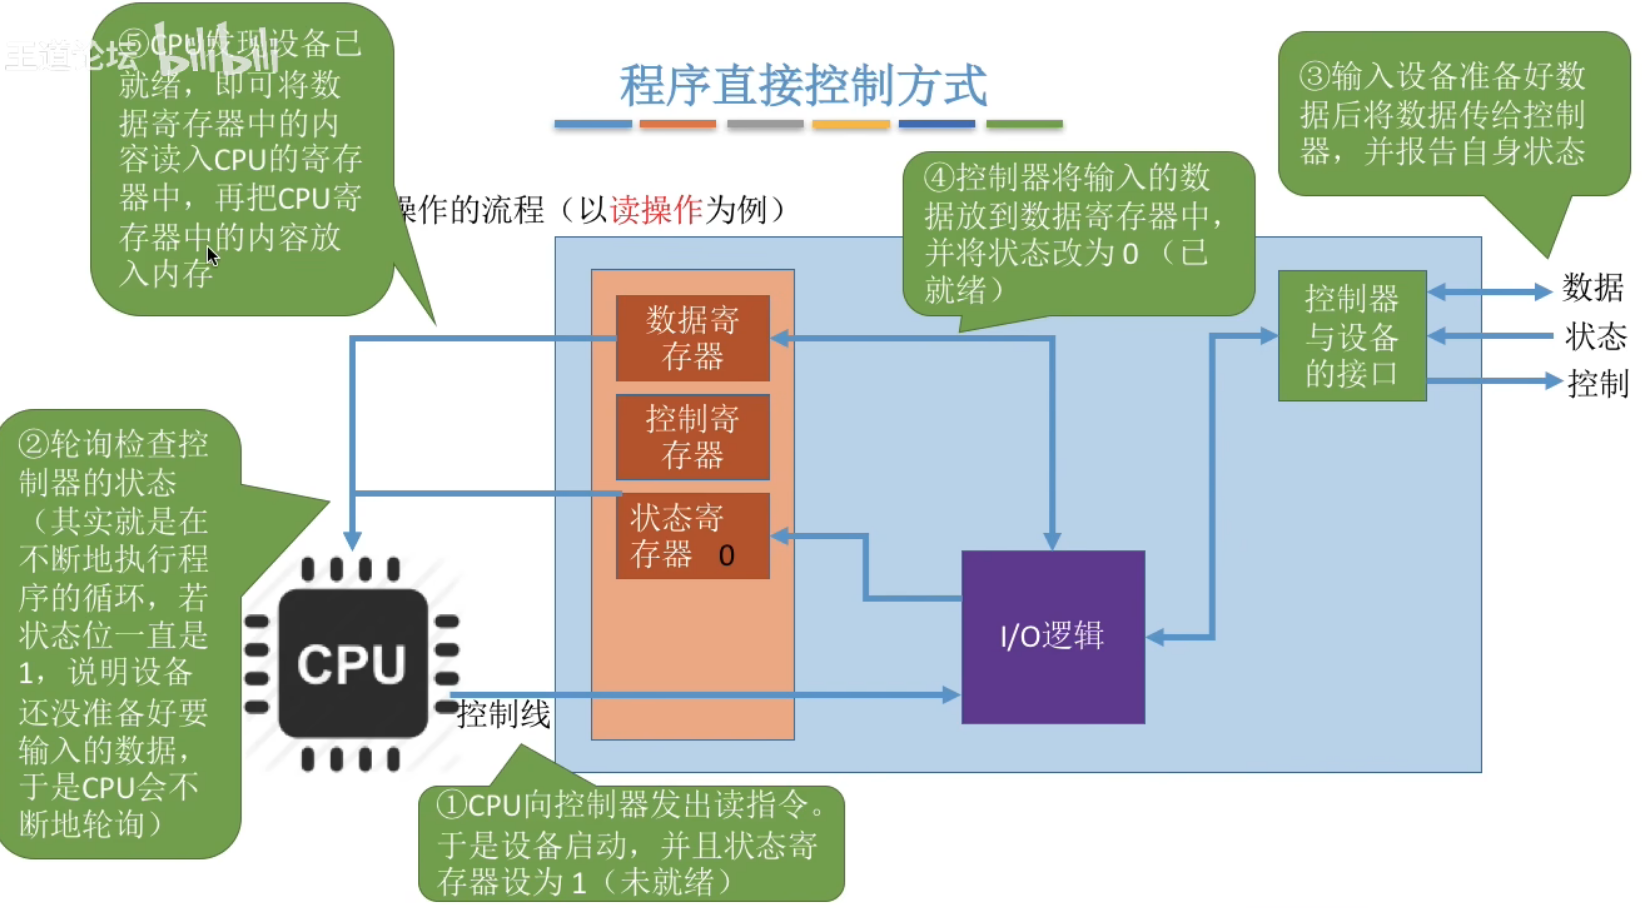 王道论坛 bilibili
程序直接控制方式
操作的流程（以读操作为例）
⑤CPU发现设备已
就绪，即可将数
据寄存器中的内
容读入CPU的寄存
器中，再把CPU寄
存器中的内容放
入内存
④控制器将输入的数
据放到数据寄存器中，
并将状态改为 0 （已
就绪）
③输入设备准备好数
据后将数据传给控制
器，并报告自身状态
数据寄
存器
控制寄
存器
状态寄
存器 0
控制器
与设备
的接口
数据
状态
控制
I/O逻辑
②轮询检查控
制器的状态
（其实就是在
不断地执行程
序的循环，若
状态位一直是
1，说明设备
还没准备好要
输入的数据，
于是CPU会不
断地轮询）
CPU
控制线
①CPU向控制器发出读指令。
于是设备启动，并且状态寄
存器设为 1（未就绪）